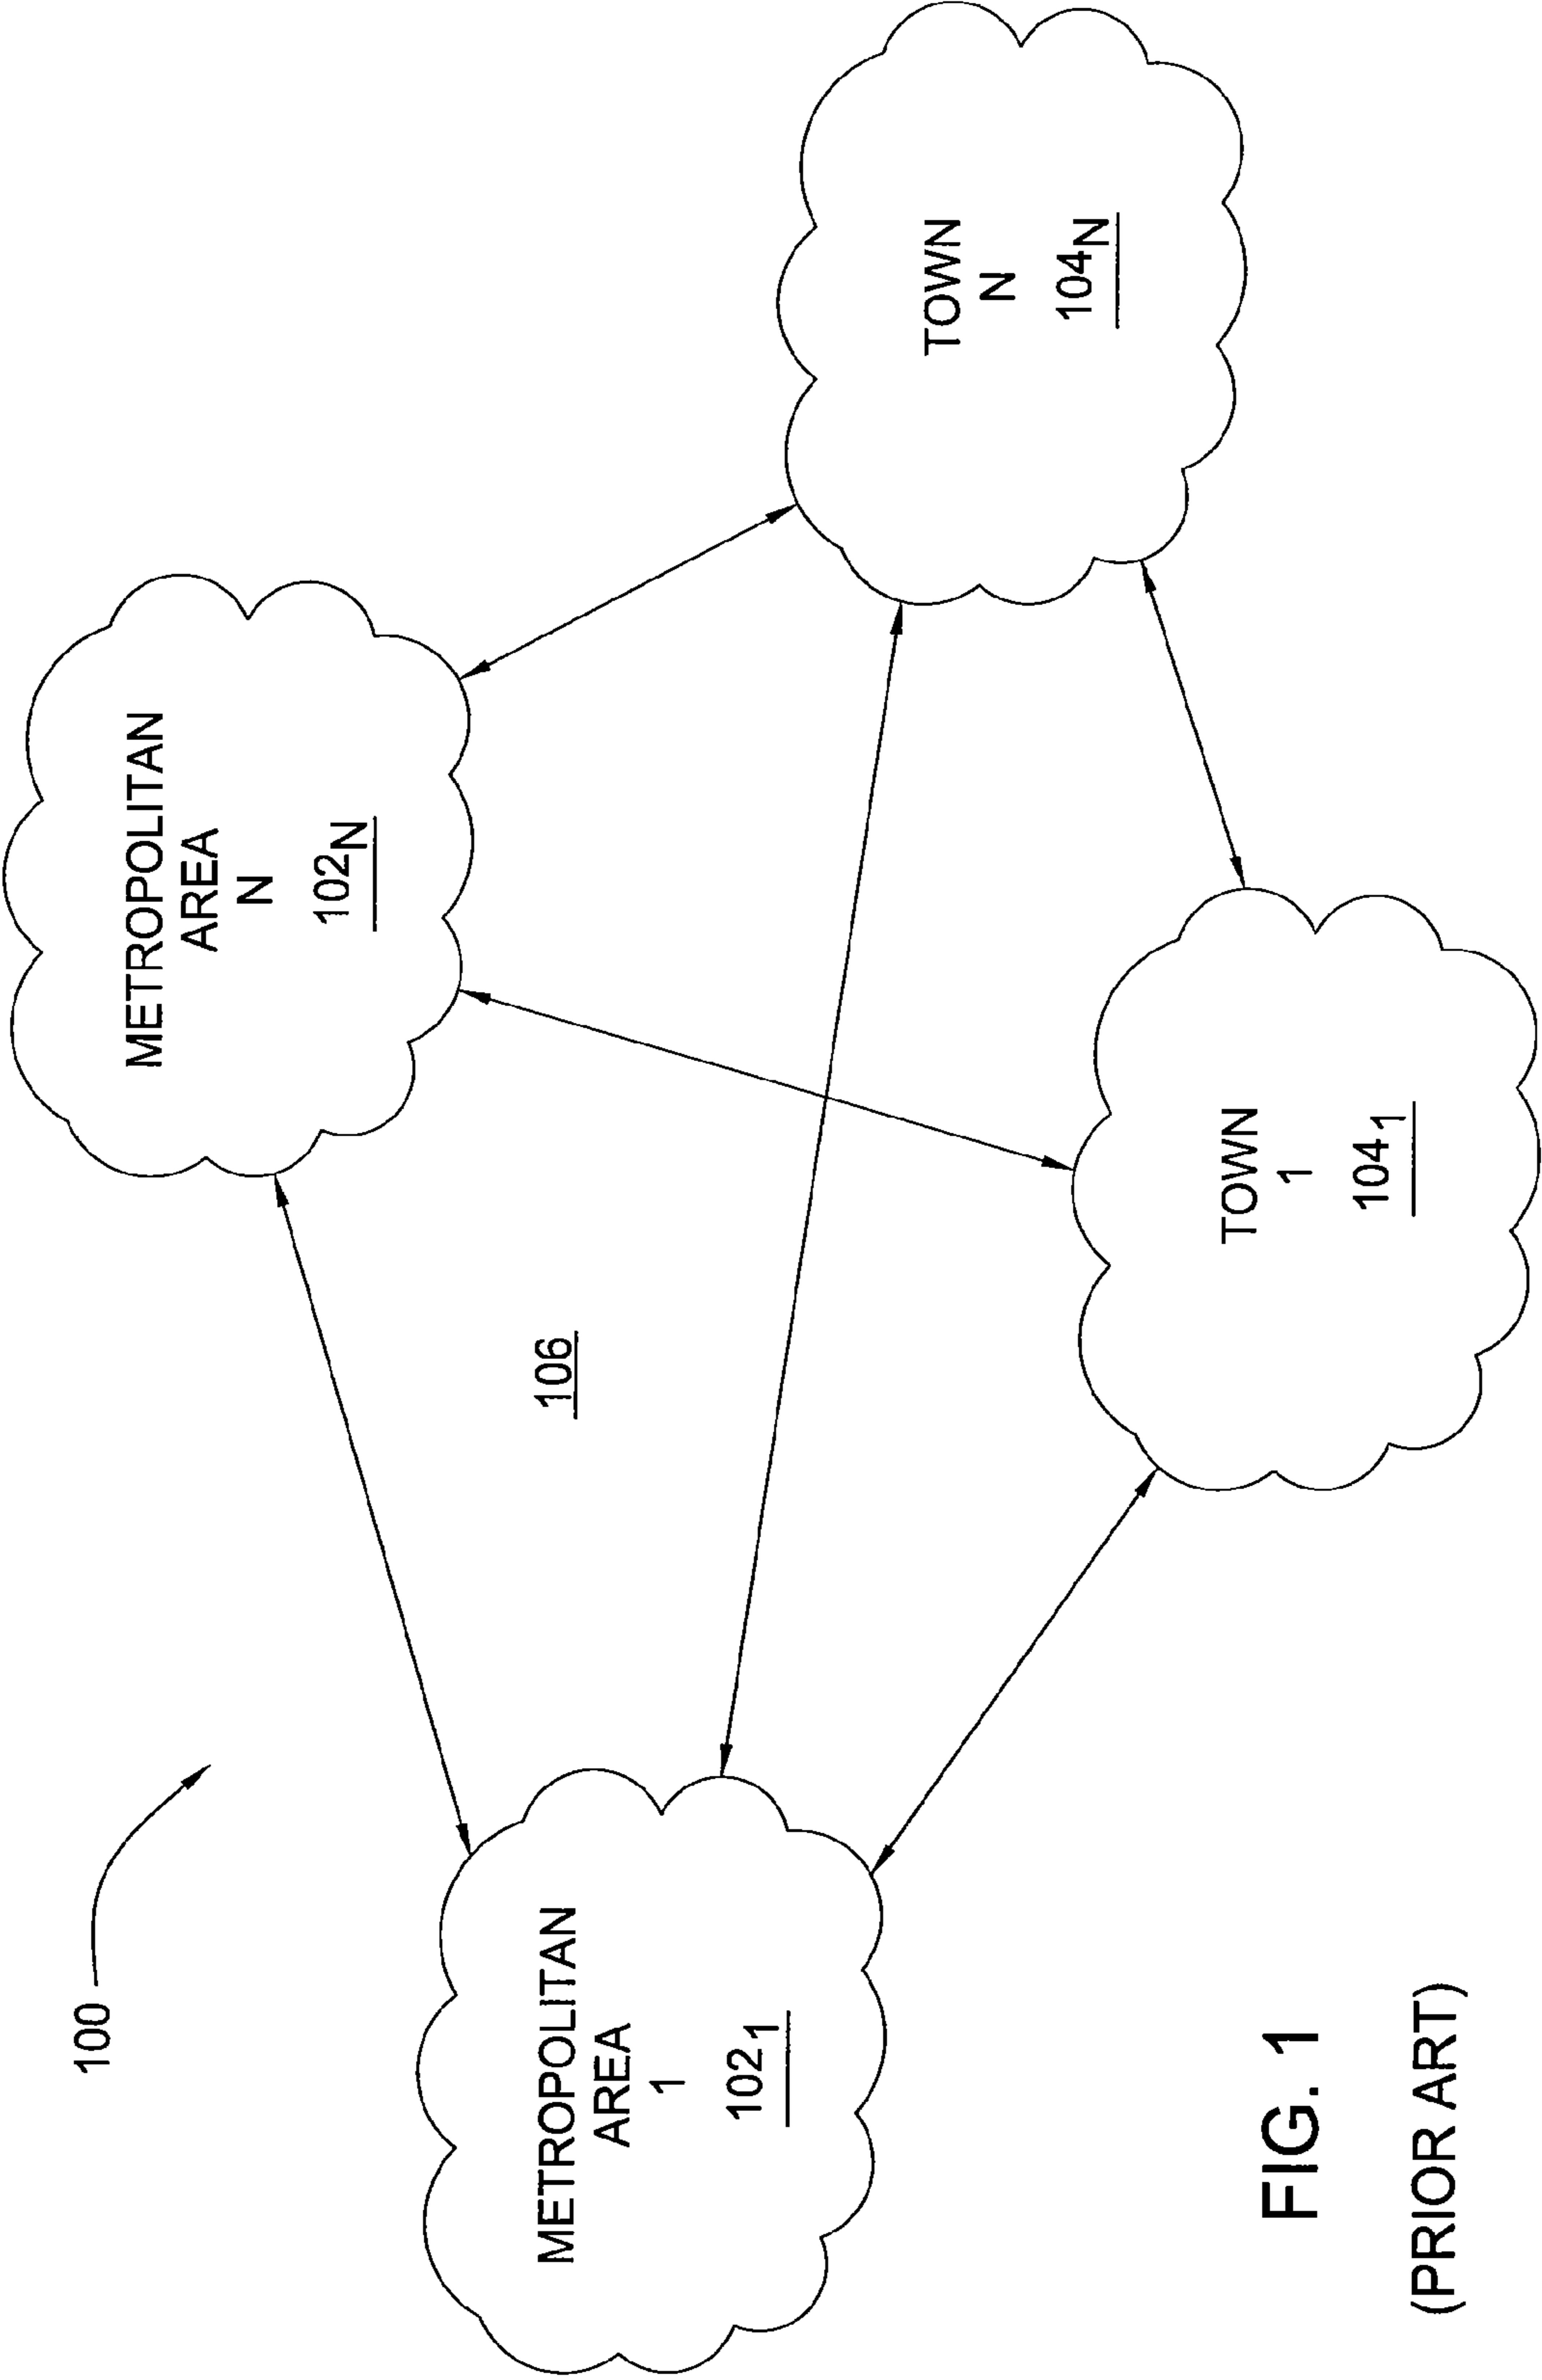 100
METROPOLITAN
AREA
N
102N
TOWN
N
104N
106
METROPOLITAN
AREA
1
1021
TOWN
1
1041
FIG. 1
(PRIOR ART)